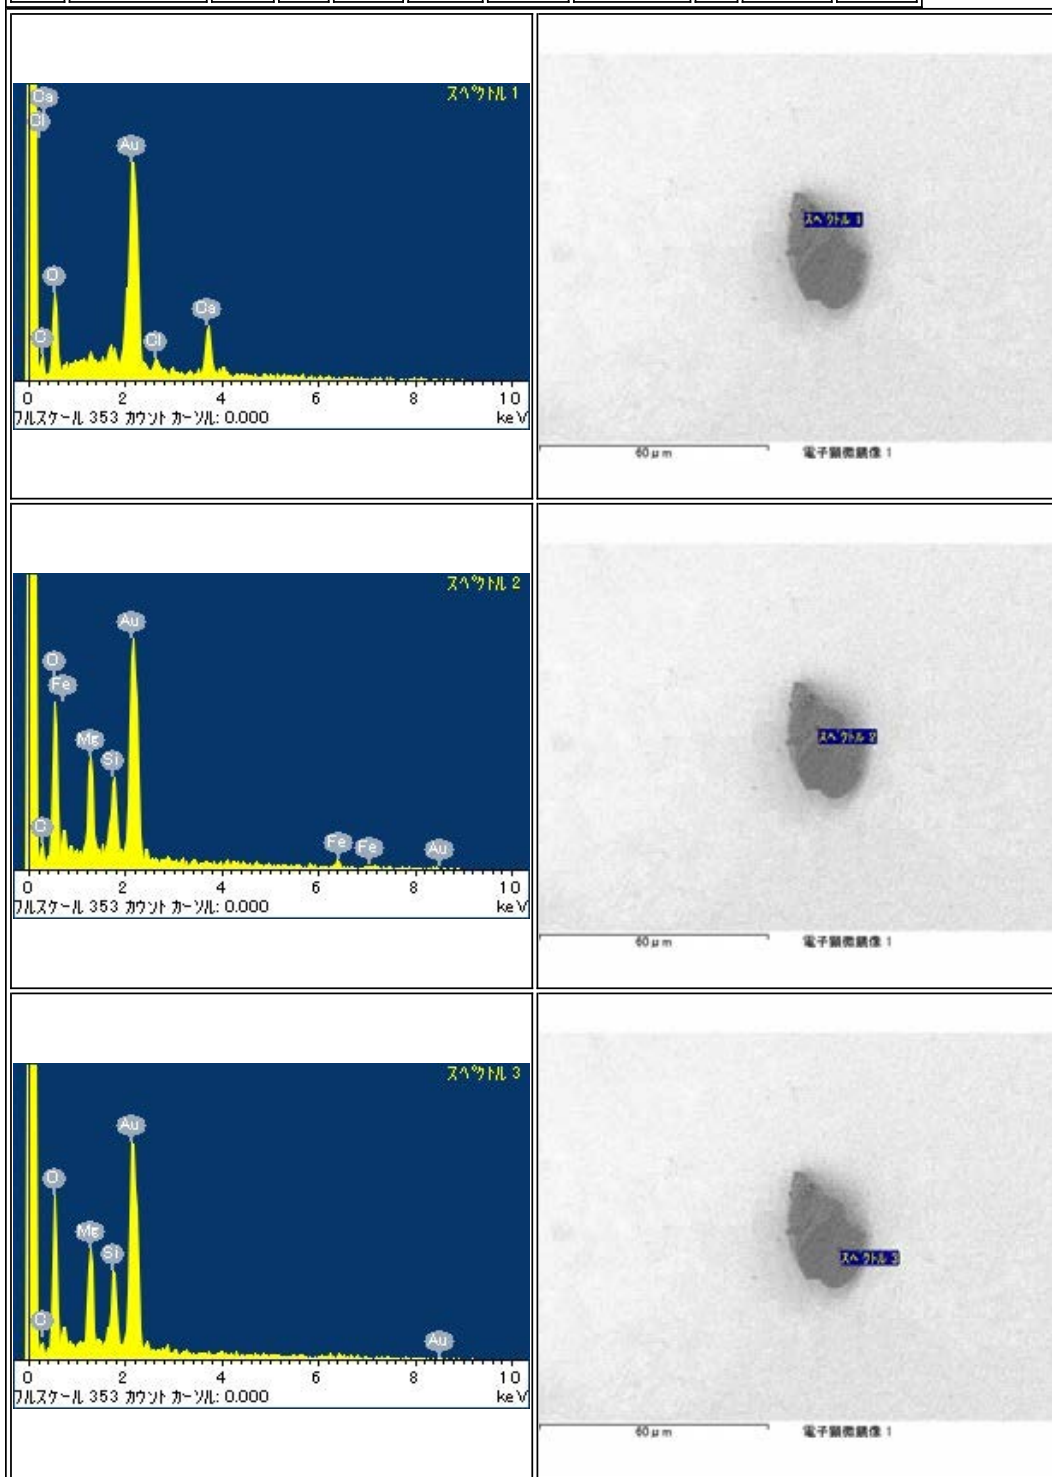 スペクトル 1
Ca
Cl
Au
O
Ca
C
Cl
0 2 4 6 8 10
フルスケール 353 カウント カーソル: 0.000 keV
スペクトル 1
60μm 電子顕微鏡像 1
スペクトル 2
Au
O
Fe
Mg
Si
C
Fe Fe Au
0 2 4 6 8 10
フルスケール 353 カウント カーソル: 0.000 keV
スペクトル 2
60μm 電子顕微鏡像 1
スペクトル 3
Au
O
Mg
Si
C
Au
0 2 4 6 8 10
フルスケール 353 カウント カーソル: 0.000 keV
スペクトル 3
60μm 電子顕微鏡像 1